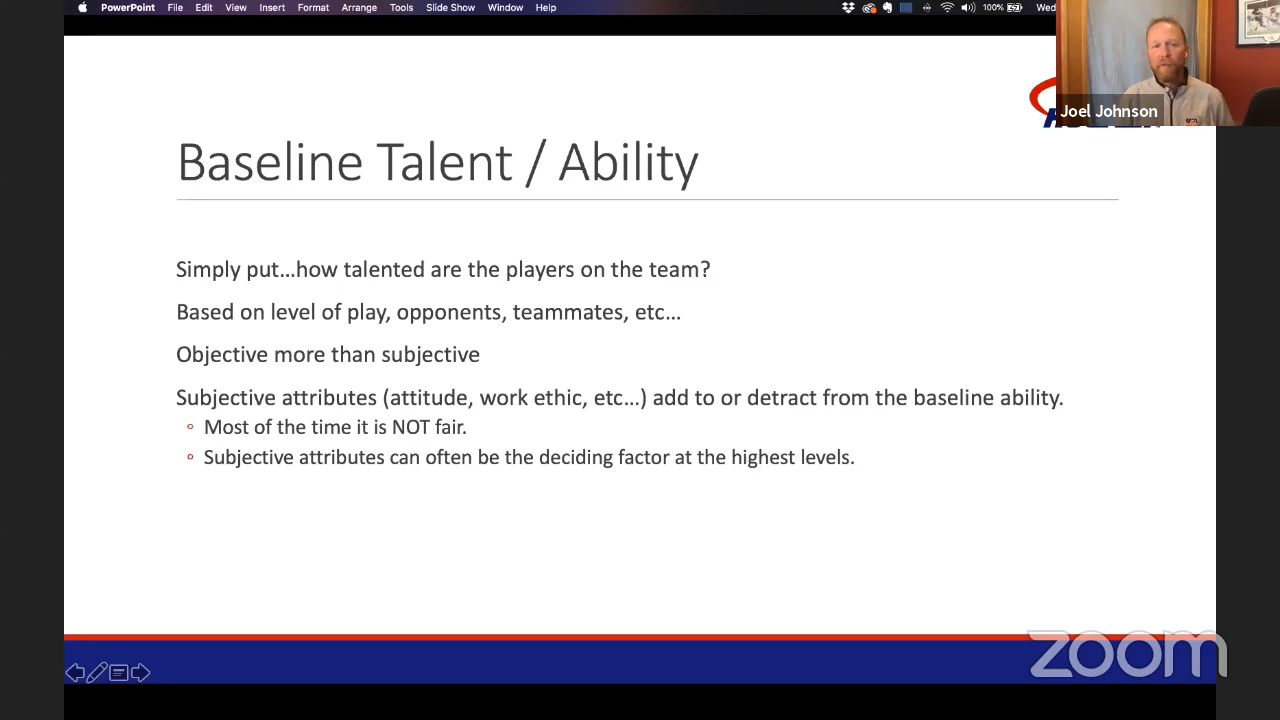 PowerPoint File Edit View Insert Format Arrange Tools Slide Show Window Help 100% Wed
Joel Johnson
Baseline Talent / Ability
Simply put…how talented are the players on the team?
Based on level of play, opponents, teammates, etc…
Objective more than subjective
Subjective attributes (attitude, work ethic, etc…) add to or detract from the baseline ability.
Most of the time it is NOT fair.
Subjective attributes can often be the deciding factor at the highest levels.
zoom